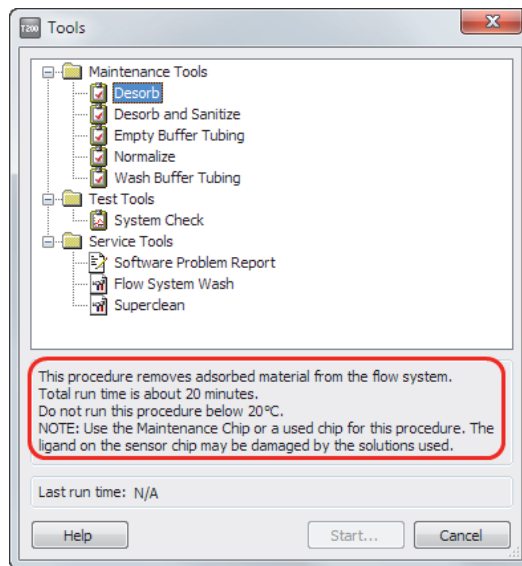 T200 Tools
Maintenance Tools
Desorb
Desorb and Sanitize
Empty Buffer Tubing
Normalize
Wash Buffer Tubing
Test Tools
System Check
Service Tools
Software Problem Report
Flow System Wash
Superclean
This procedure removes adsorbed material from the flow system.
Total run time is about 20 minutes.
Do not run this procedure below 20°C.
NOTE: Use the Maintenance Chip or a used chip for this procedure. The
ligand on the sensor chip may be damaged by the solutions used.
Last run time: N/A
Help Start... Cancel